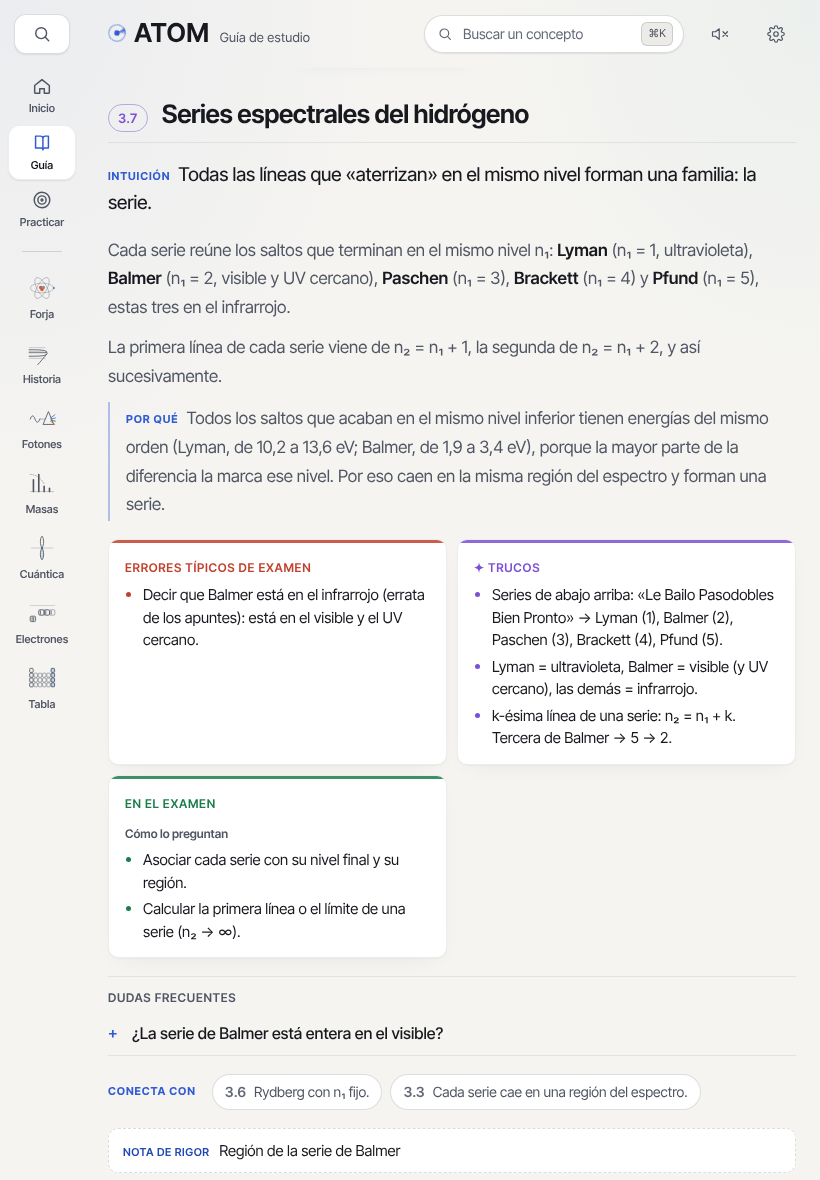 ATOM Guía de estudio
Buscar un concepto ⌘K
Inicio
Guía
Practicar
Forja
Historia
Fotones
Masas
Cuántica
Electrones
Tabla
3.7 Series espectrales del hidrógeno
INTUICIÓN Todas las líneas que «aterrizan» en el mismo nivel forman una familia: la
serie.
Cada serie reúne los saltos que terminan en el mismo nivel n₁: Lyman (n₁ = 1, ultravioleta),
Balmer (n₁ = 2, visible y UV cercano), Paschen (n₁ = 3), Brackett (n₁ = 4) y Pfund (n₁ = 5),
estas tres en el infrarrojo.
La primera línea de cada serie viene de n₂ = n₁ + 1, la segunda de n₂ = n₁ + 2, y así
sucesivamente.
POR QUÉ Todos los saltos que acaban en el mismo nivel inferior tienen energías del mismo
orden (Lyman, de 10,2 a 13,6 eV; Balmer, de 1,9 a 3,4 eV), porque la mayor parte de la
diferencia la marca ese nivel. Por eso caen en la misma región del espectro y forman una
serie.
ERRORES TÍPICOS DE EXAMEN
• Decir que Balmer está en el infrarrojo (errata
de los apuntes): está en el visible y el UV
cercano.
✦ TRUCOS
• Series de abajo arriba: «Le Bailo Pasodobles
Bien Pronto» → Lyman (1), Balmer (2),
Paschen (3), Brackett (4), Pfund (5).
• Lyman = ultravioleta, Balmer = visible (y UV
cercano), las demás = infrarrojo.
• k-ésima línea de una serie: n₂ = n₁ + k.
Tercera de Balmer → 5 → 2.
EN EL EXAMEN
Cómo lo preguntan
• Asociar cada serie con su nivel final y su
región.
• Calcular la primera línea o el límite de una
serie (n₂ → ∞).
DUDAS FRECUENTES
+ ¿La serie de Balmer está entera en el visible?
CONECTA CON 3.6 Rydberg con n₁ fijo. 3.3 Cada serie cae en una región del espectro.
NOTA DE RIGOR Región de la serie de Balmer